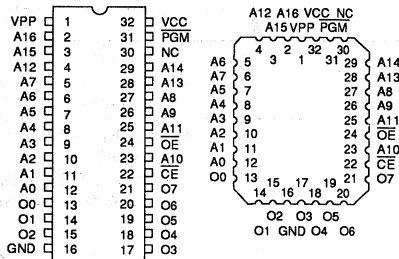 VPP 1 32 VCC
A16 2 31 PGM
A15 3 30 NC
A12 4 29 A14
A7 5 28 A13
A6 6 27 A8
A5 7 26 A9
A4 8 25 A11
A3 9 24 OE
A2 10 23 A10
A1 11 22 CE
A0 12 21 O7
O0 13 20 O6
O1 14 19 O5
O2 15 18 O4
GND 16 17 O3
A12 A16 VCC NC
A15 VPP PGM
4 2 32 30
A6 5 3 1 31 29 A14
A7 6 28 A13
A5 7 27 A8
A4 8 26 A9
A3 9 25 A11
A2 10 24 OE
A1 11 23 A10
A0 12 22 CE
O0 13 15 17 19 21 O7
14 16 18 20
O2 O3 O5
O1 GND O4 O6